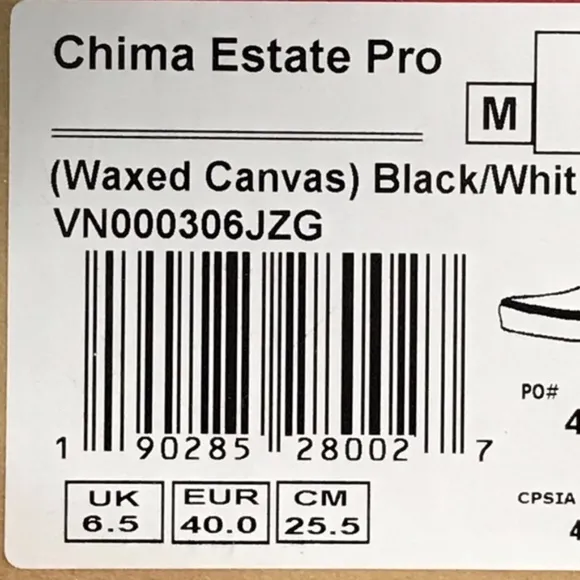 Chima Estate Pro
M
(Waxed Canvas) Black/Whit
VN000306JZG
PO#
4
1 90285 28002 7
UK EUR CM
6.5 40.0 25.5
CPSIA
4